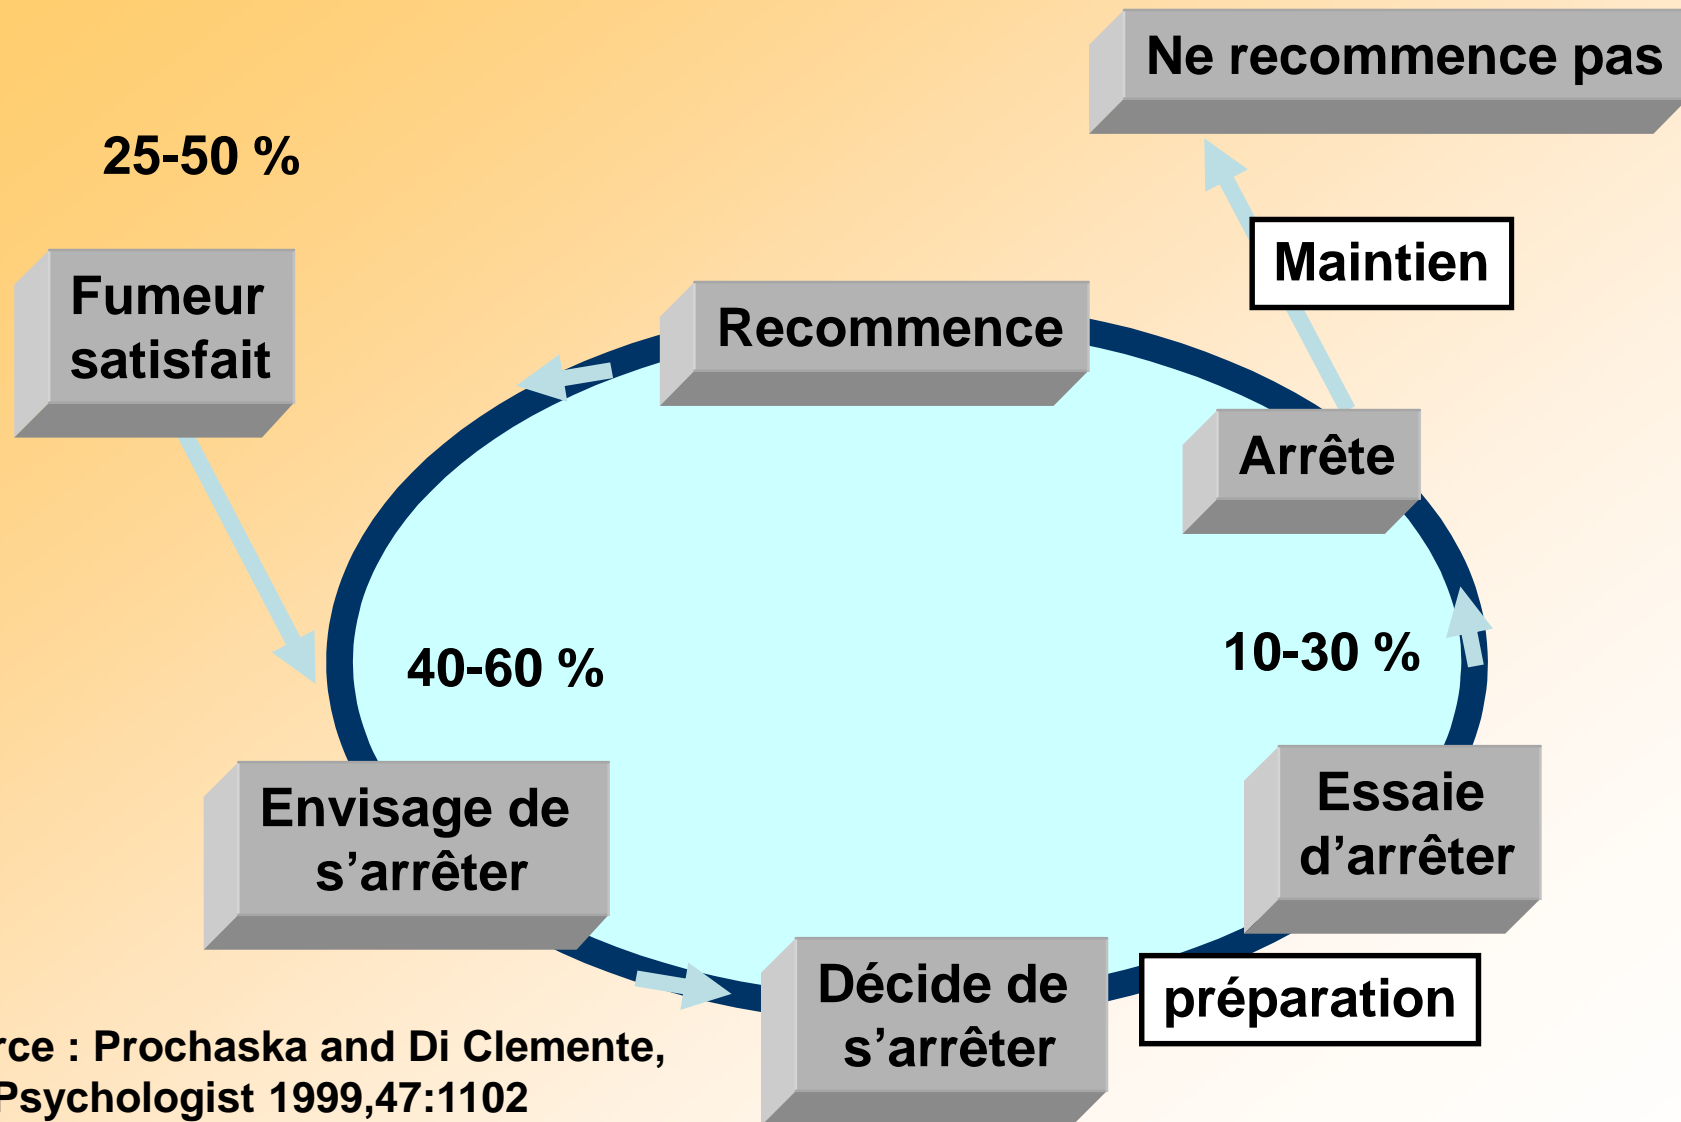 Ne recommence pas
25-50 %
Maintien
Fumeur
satisfait
Recommence
Arrête
40-60 %
10-30 %
Envisage de
s’arrêter
Essaie
d’arrêter
Décide de
s’arrêter
préparation
rce : Prochaska and Di Clemente,
Psychologist 1999,47:1102